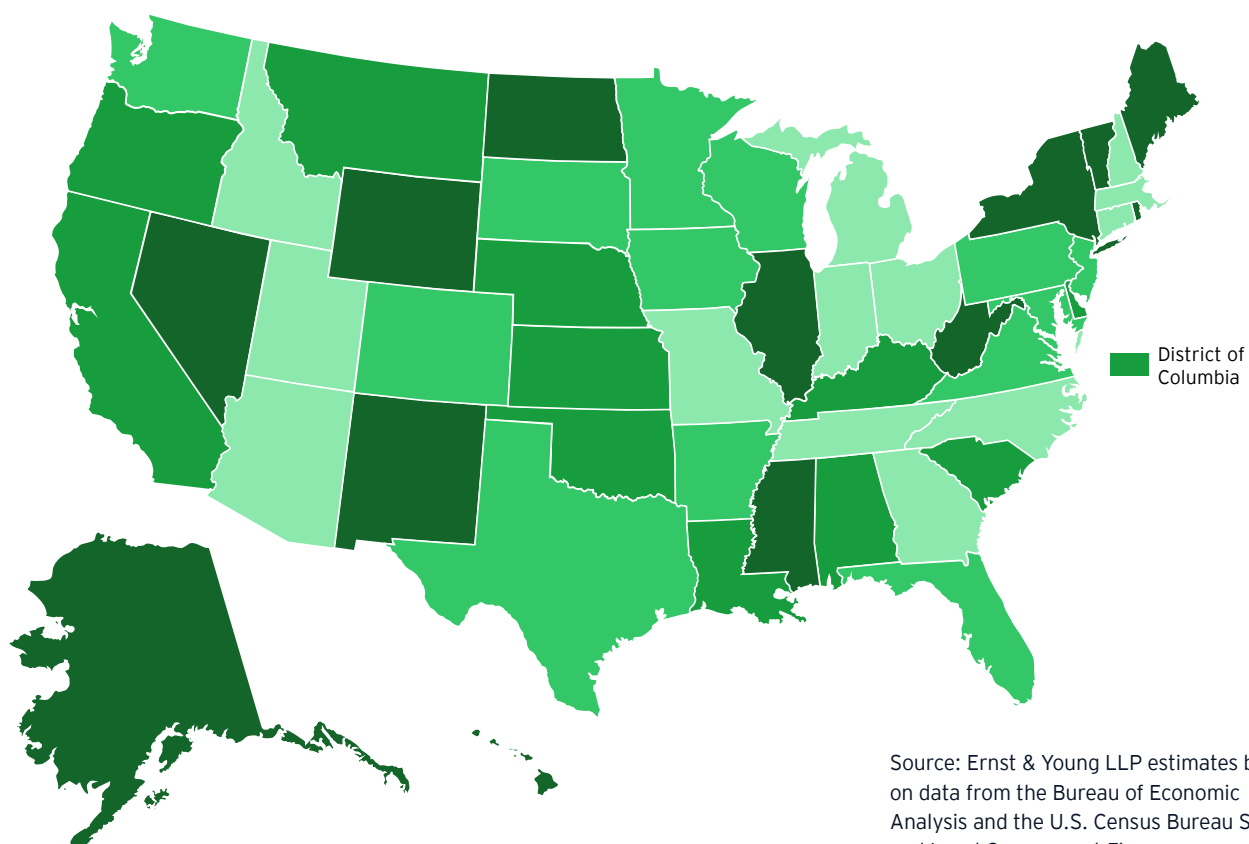 District of
Columbia
Source: Ernst & Young LLP estimates
on data from the Bureau of Economic
Analysis and the U.S. Census Bureau